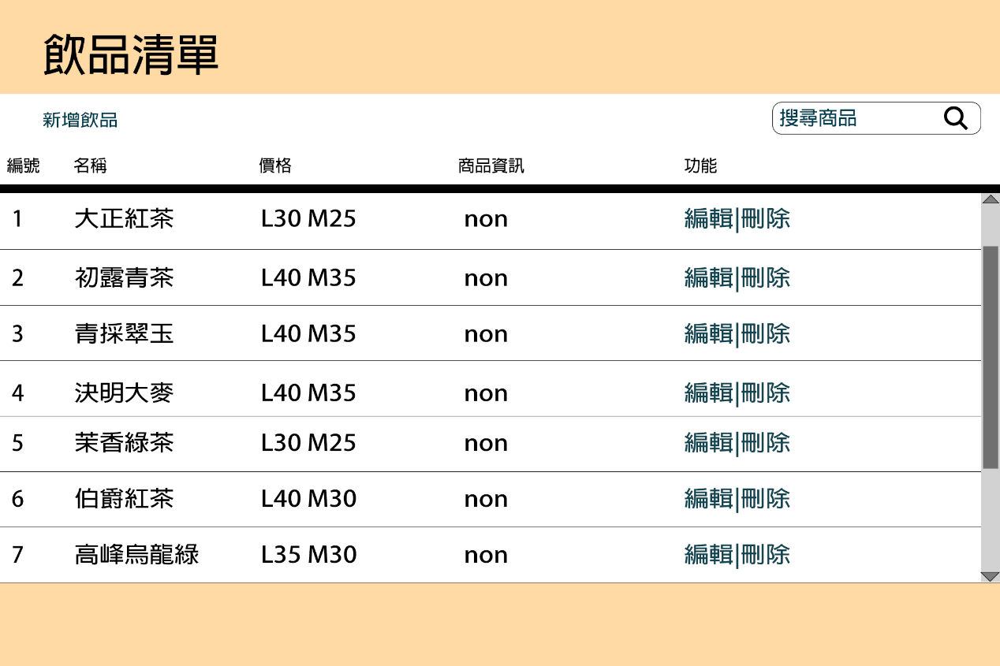 飲品清單
新增飲品 搜尋商品
編號 名稱 價格 商品資訊 功能
1 大正紅茶 L30 M25 non 編輯|刪除
2 初露青茶 L40 M35 non 編輯|刪除
3 青採翠玉 L40 M35 non 編輯|刪除
4 決明大麥 L40 M35 non 編輯|刪除
5 茉香綠茶 L30 M25 non 編輯|刪除
6 伯爵紅茶 L40 M30 non 編輯|刪除
7 高峰烏龍綠 L35 M30 non 編輯|刪除